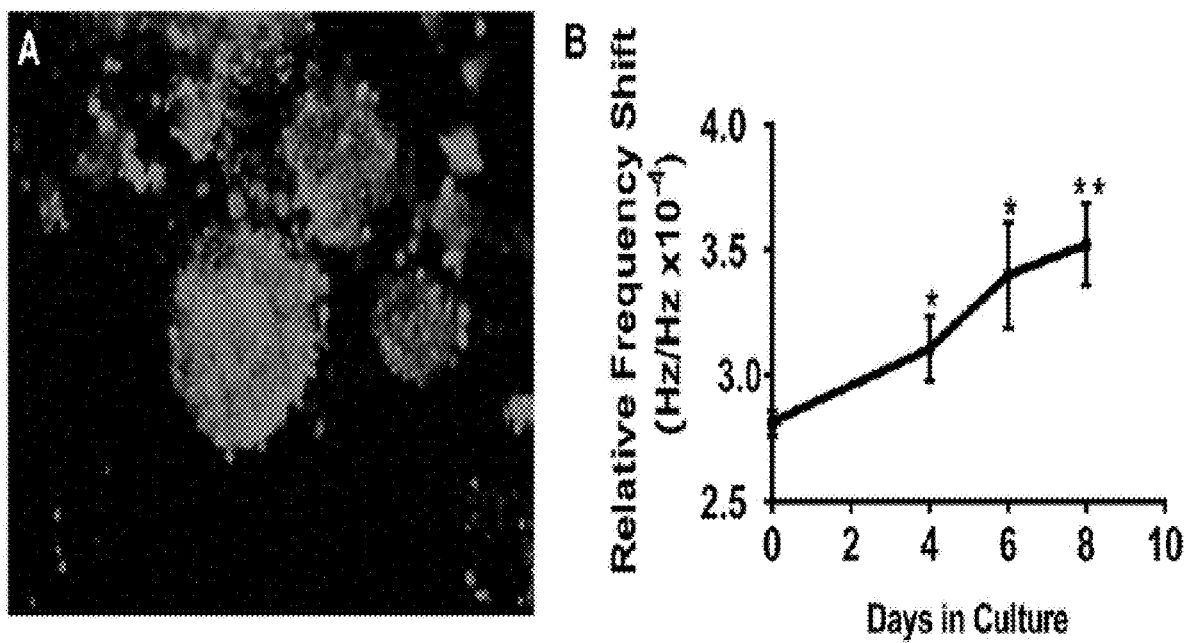 A
B
Relative Frequency Shift
(Hz/Hz x10⁻⁴)
4.0
3.5
3.0
2.5
*
*
**
0 2 4 6 8 10
Days in Culture